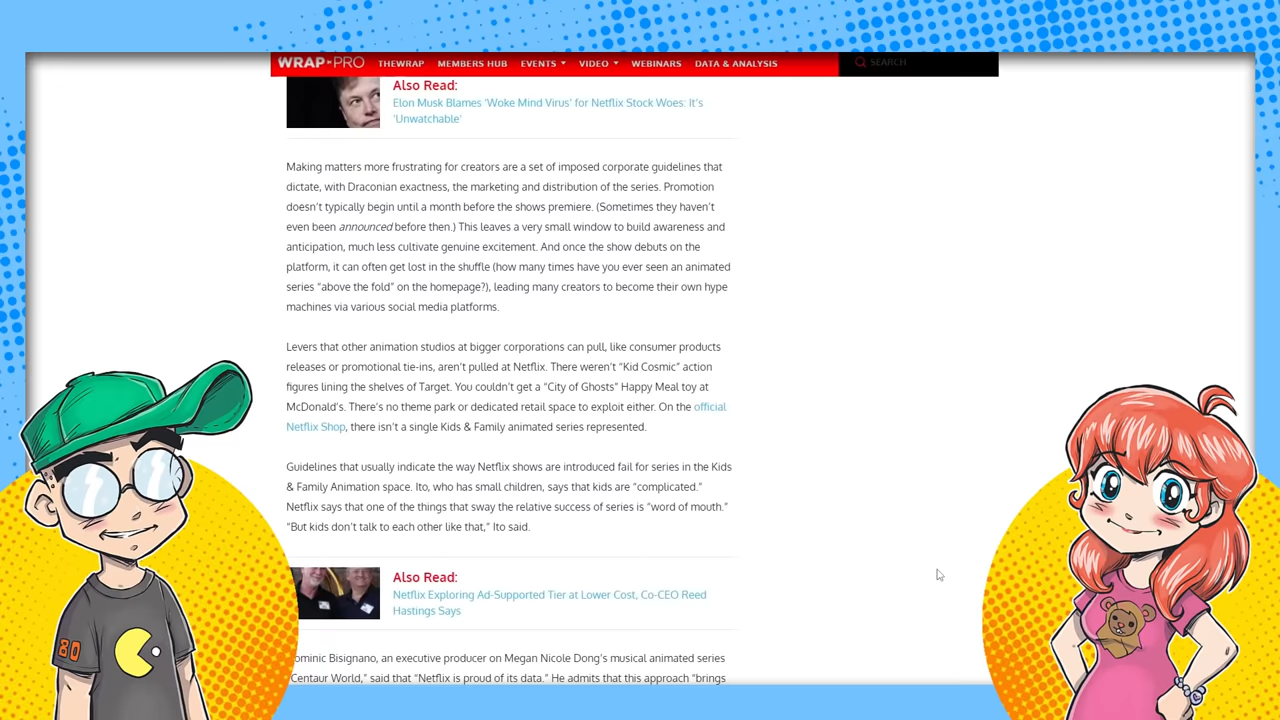 WRAP PRO THEWRAP MEMBERS HUB EVENTS VIDEO WEBINARS DATA & ANALYSIS SEARCH
Also Read:
Elon Musk Blames ‘Woke Mind Virus’ for Netflix Stock Woes: It’s
‘Unwatchable’
Making matters more frustrating for creators are a set of imposed corporate guidelines that
dictate, with Draconian exactness, the marketing and distribution of the series. Promotion
doesn’t typically begin until a month before the shows premiere. (Sometimes they haven’t
even been announced before then.) This leaves a very small window to build awareness and
anticipation, much less cultivate genuine excitement. And once the show debuts on the
platform, it can often get lost in the shuffle (how many times have you ever seen an animated
series “above the fold” on the homepage?), leading many creators to become their own hype
machines via various social media platforms.
Levers that other animation studios at bigger corporations can pull, like consumer products
releases or promotional tie-ins, aren’t pulled at Netflix. There weren’t “Kid Cosmic” action
figures lining the shelves of Target. You couldn’t get a “City of Ghosts” Happy Meal toy at
McDonald’s. There’s no theme park or dedicated retail space to exploit either. On the official
Netflix Shop, there isn’t a single Kids & Family animated series represented.
Guidelines that usually indicate the way Netflix shows are introduced fail for series in the Kids
& Family Animation space. Ito, who has small children, says that kids are “complicated.”
Netflix says that one of the things that sway the relative success of series is “word of mouth.”
“But kids don’t talk to each other like that,” Ito said.
Also Read:
Netflix Exploring Ad-Supported Tier at Lower Cost, Co-CEO Reed
Hastings Says
ominic Bisignano, an executive producer on Megan Nicole Dong’s musical animated series
Centaur World,” said that “Netflix is proud of its data.” He admits that this approach “brings
80